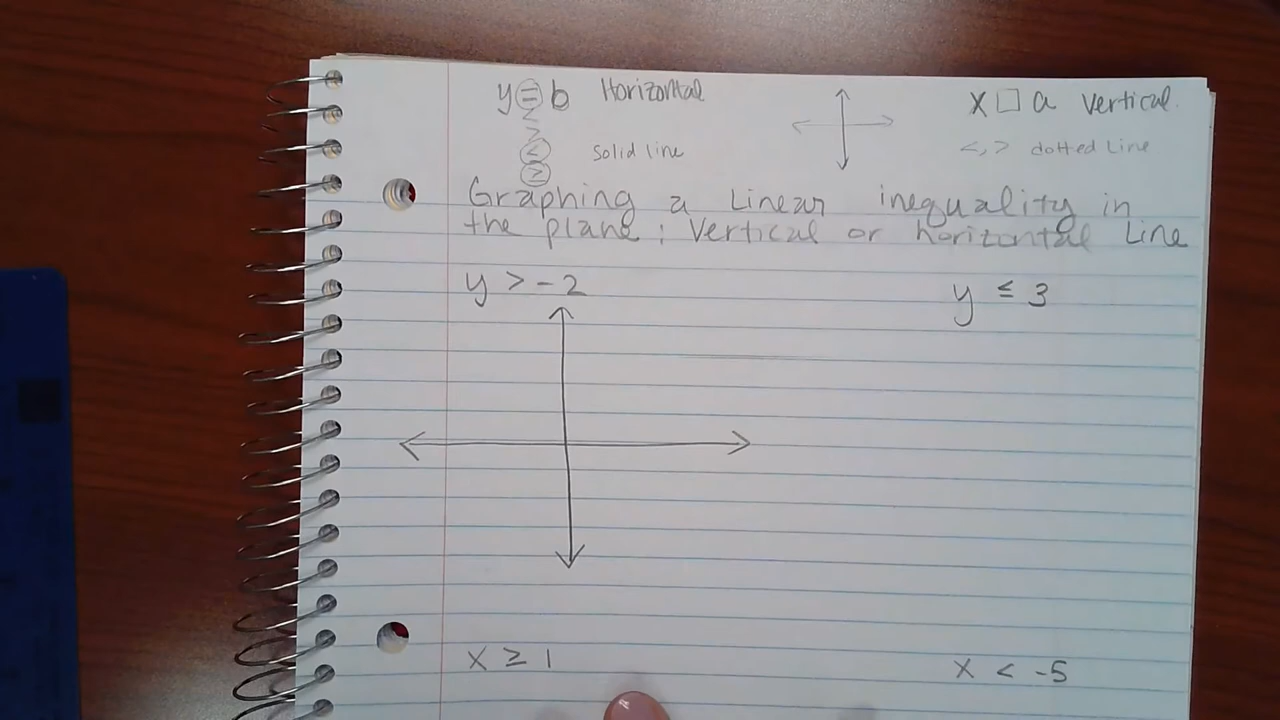 y = b Horizontal x □ a vertical.
<
>
≤ solid line <, > dotted Line
≥
Graphing a Linear inequality in
the plane: Vertical or horizontal Line
y > -2 y ≤ 3
x ≥ 1 x < -5